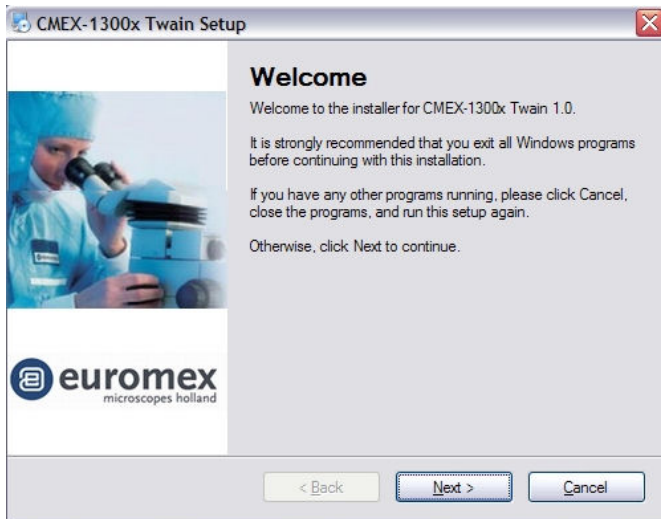 CMEX-1300x Twain Setup
Welcome
Welcome to the installer for CMEX-1300x Twain 1.0.
It is strongly recommended that you exit all Windows programs
before continuing with this installation.
If you have any other programs running, please click Cancel,
close the programs, and run this setup again.
Otherwise, click Next to continue.
euromex
microscopes holland
< Back
Next >
Cancel